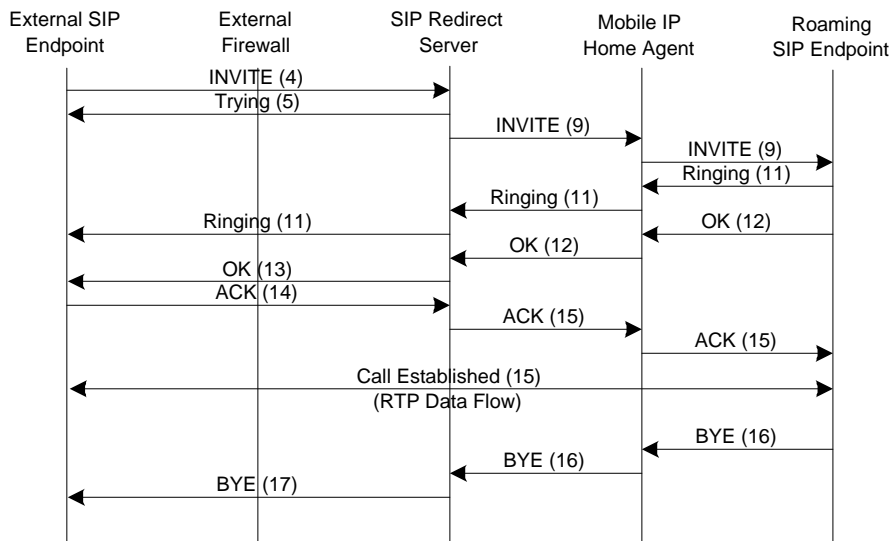 External SIP
Endpoint
External
Firewall
SIP Redirect
Server
Mobile IP
Home Agent
Roaming
SIP Endpoint
INVITE (4)
Trying (5)
INVITE (9)
INVITE (9)
Ringing (11)
Ringing (11)
Ringing (11)
OK (12)
OK (12)
OK (13)
ACK (14)
ACK (15)
ACK (15)
Call Established (15)
(RTP Data Flow)
BYE (16)
BYE (16)
BYE (17)